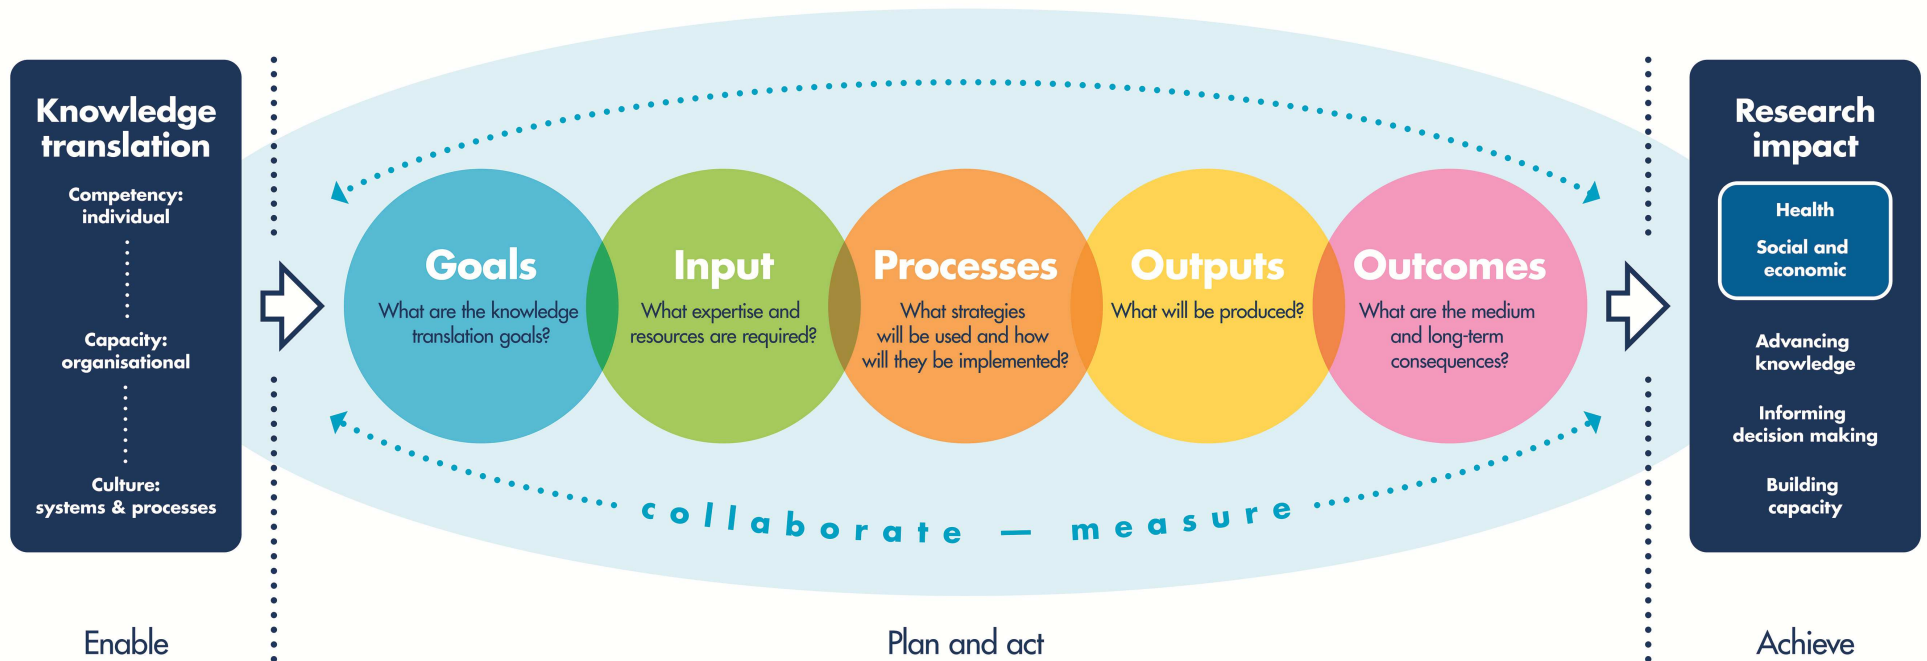 Knowledge
translation
Competency:
individual
Capacity:
organisational
Culture:
systems & processes
Enable
Goals
What are the knowledge
translation goals?
Input
What expertise and
resources are required?
Processes
What strategies
will be used and how
will they be implemented?
Outputs
What will be produced?
Outcomes
What are the medium
and long-term
consequences?
collaborate — measure
Plan and act
Research
impact
Health
Social and
economic
Advancing
knowledge
Informing
decision making
Building
capacity
Achieve